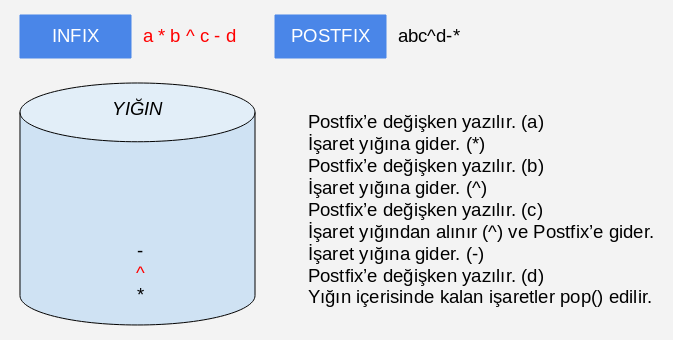 INFIX a * b ^ c - d POSTFIX abc^d-*
YIĞIN
-
^
*
Postfix’e değişken yazılır. (a)
İşaret yığına gider. (*)
Postfix’e değişken yazılır. (b)
İşaret yığına gider. (^)
Postfix’e değişken yazılır. (c)
İşaret yığından alınır (^) ve Postfix’e gider.
İşaret yığına gider. (-)
Postfix’e değişken yazılır. (d)
Yığın içerisinde kalan işaretler pop() edilir.